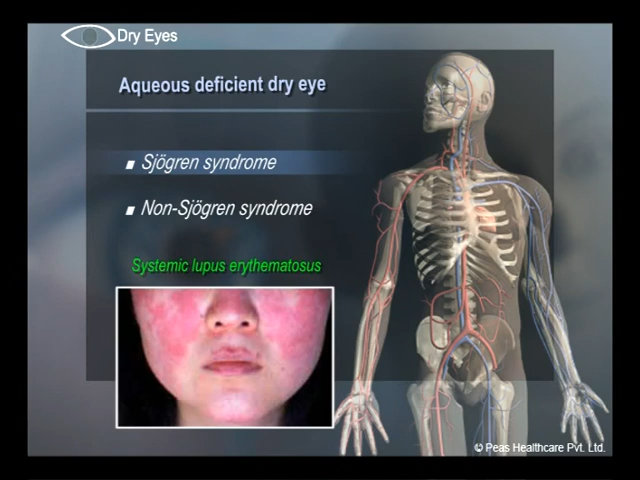 Dry Eyes
Aqueous deficient dry eye
▪ Sjögren syndrome
▪ Non-Sjögren syndrome
Systemic lupus erythematosus
© Peas Healthcare Pvt. Ltd.